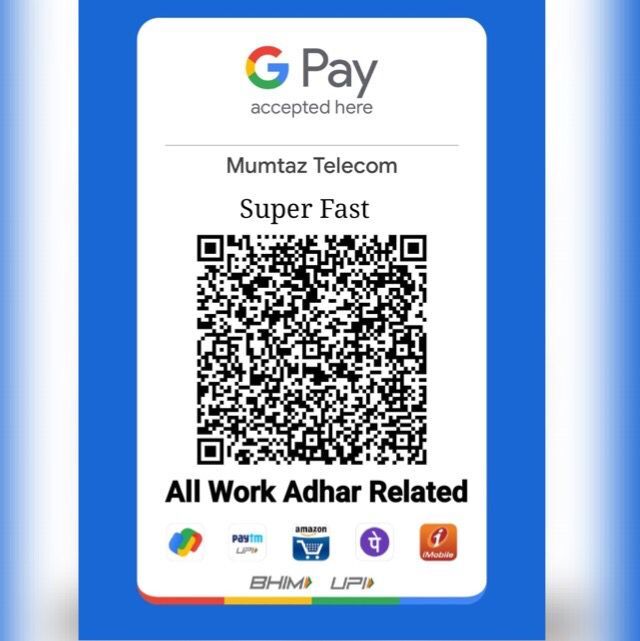 G Pay
accepted here
Mumtaz Telecom
Super Fast
All Work Adhar Related
paytm
UPI
amazon
पे
i
iMobile
BHIM UPI